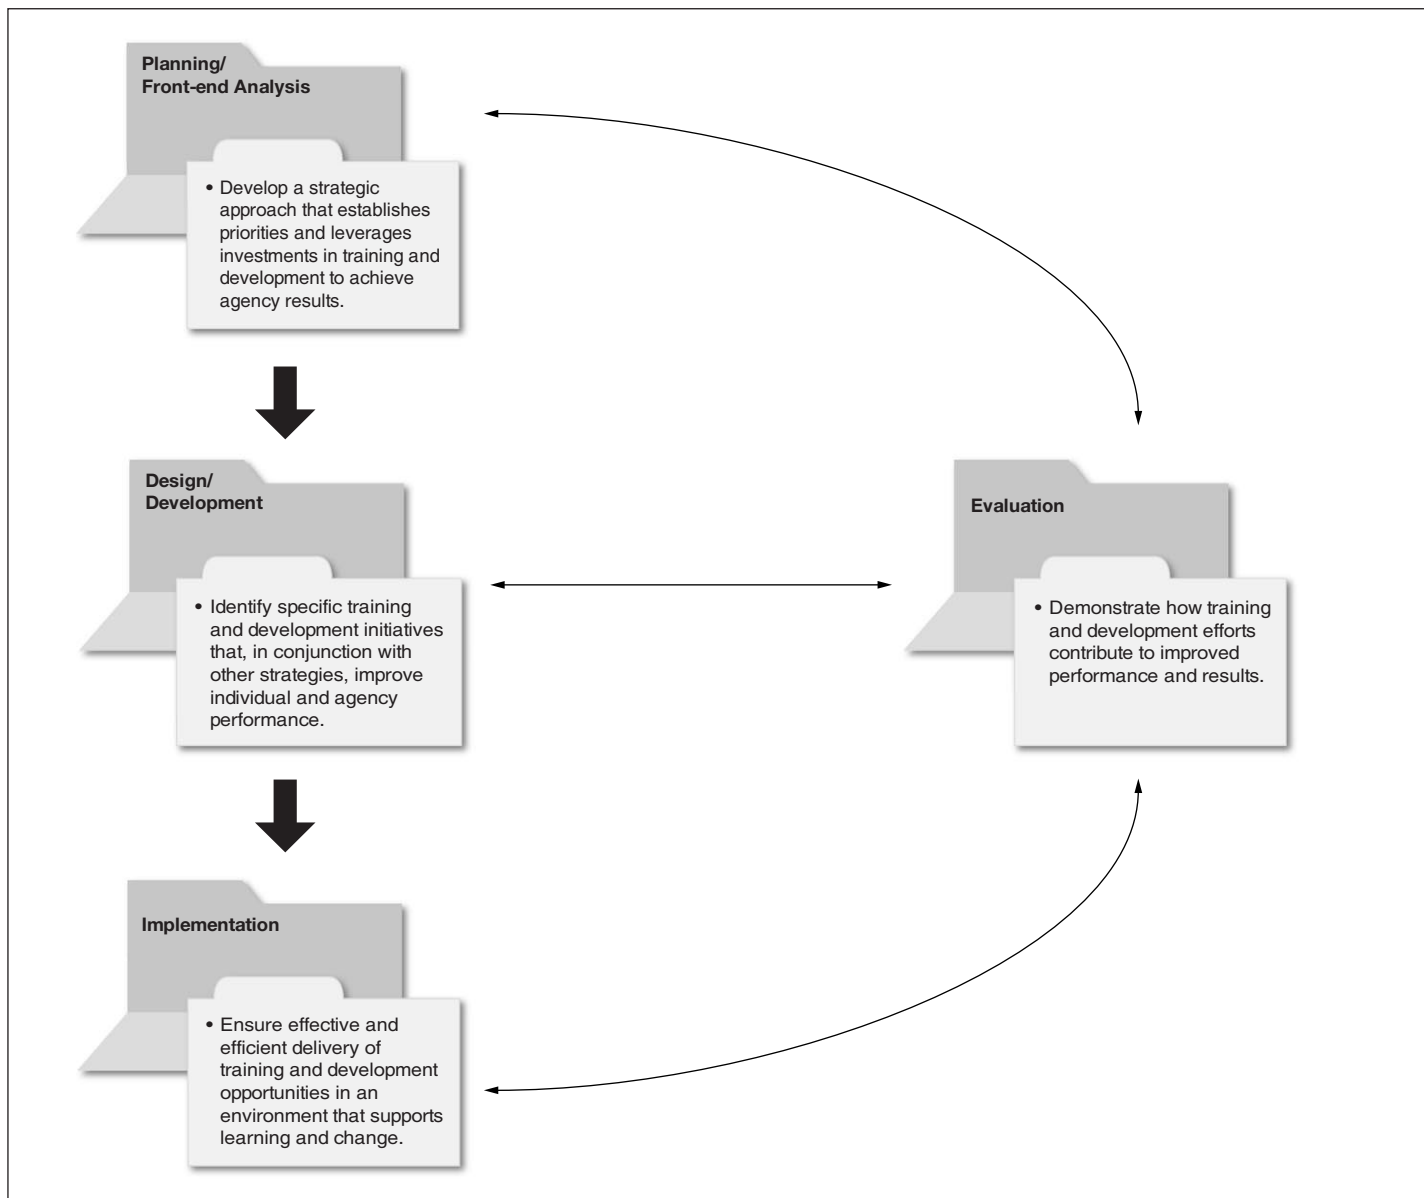 Planning/
Front-end Analysis
• Develop a strategic
approach that establishes
priorities and leverages
investments in training and
development to achieve
agency results.
Design/
Development
• Identify specific training
and development initiatives
that, in conjunction with
other strategies, improve
individual and agency
performance.
Evaluation
• Demonstrate how training
and development efforts
contribute to improved
performance and results.
Implementation
• Ensure effective and
efficient delivery of
training and development
opportunities in an
environment that supports
learning and change.